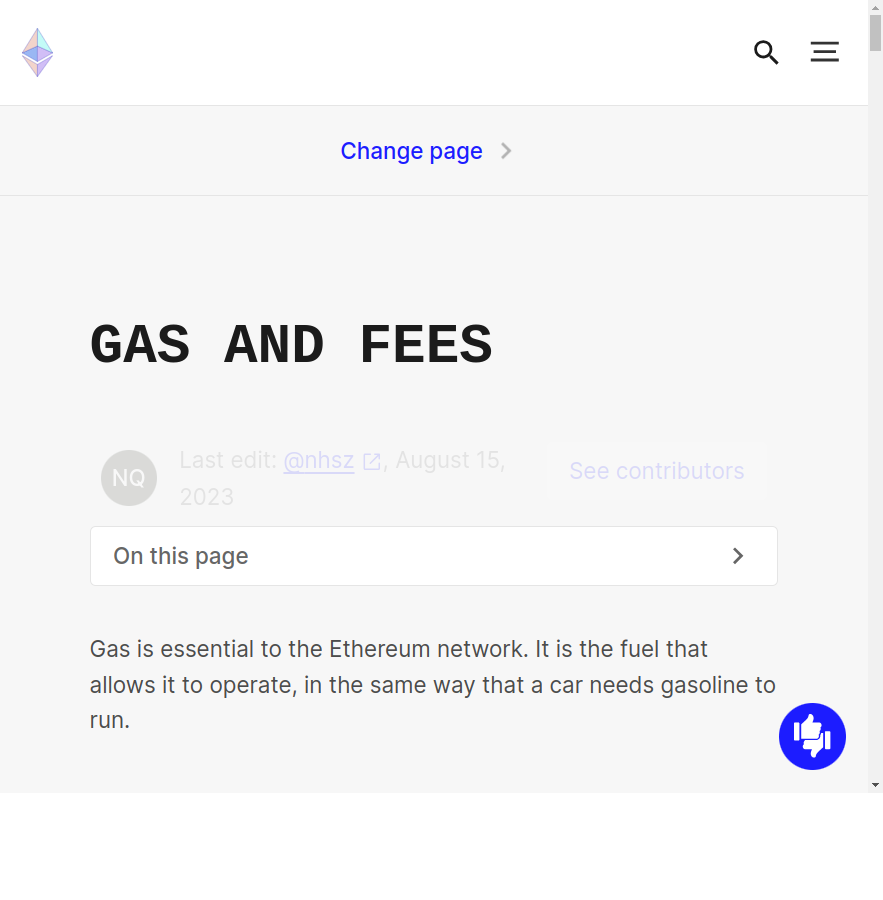 Change page
GAS AND FEES
NQ
Last edit: @nhsz, August 15,
2023
See contributors
On this page
Gas is essential to the Ethereum network. It is the fuel that
allows it to operate, in the same way that a car needs gasoline to
run.